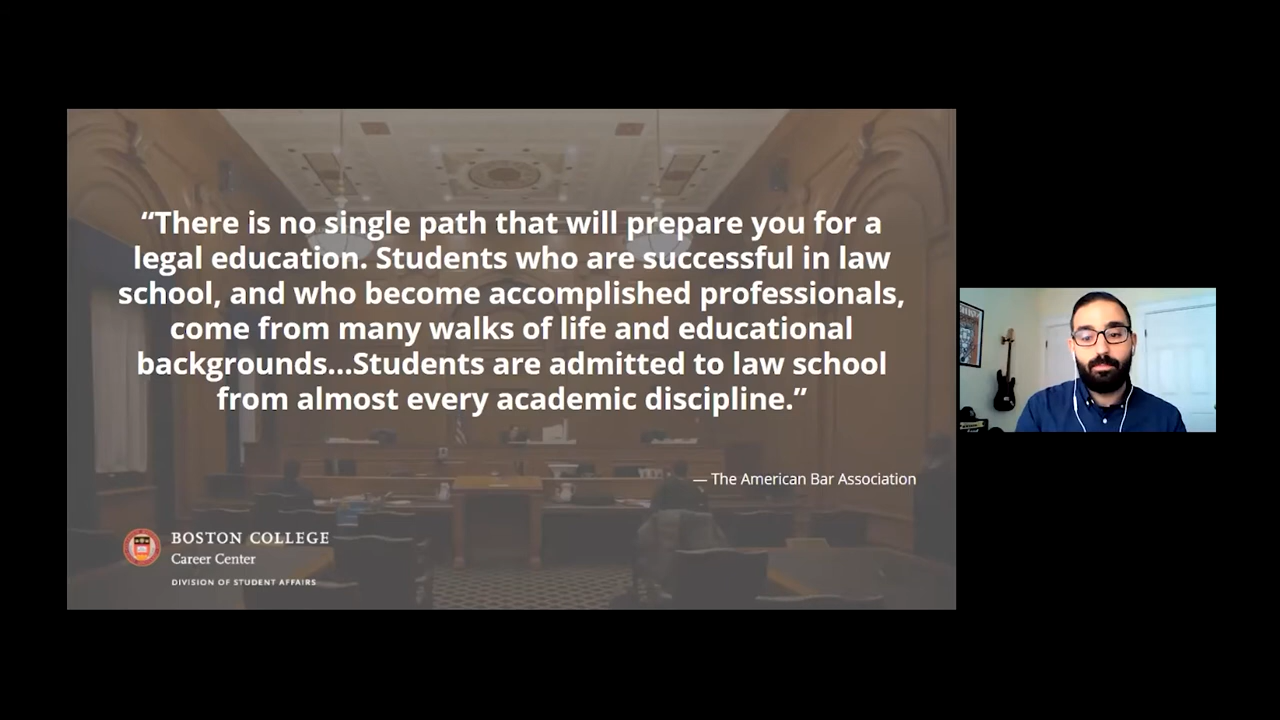 “There is no single path that will prepare you for a
legal education. Students who are successful in law
school, and who become accomplished professionals,
come from many walks of life and educational
backgrounds...Students are admitted to law school
from almost every academic discipline.”
— The American Bar Association
BOSTON COLLEGE
Career Center
DIVISION OF STUDENT AFFAIRS